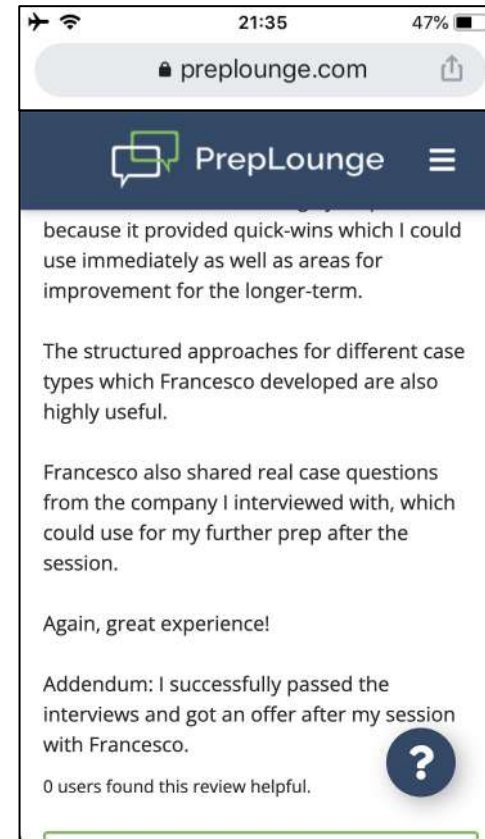 21:35
47%
preplounge.com
PrepLounge
because it provided quick-wins which I could
use immediately as well as areas for
improvement for the longer-term.
The structured approaches for different case
types which Francesco developed are also
highly useful.
Francesco also shared real case questions
from the company I interviewed with, which
could use for my further prep after the
session.
Again, great experience!
Addendum: I successfully passed the
interviews and got an offer after my session
with Francesco.
?
0 users found this review helpful.